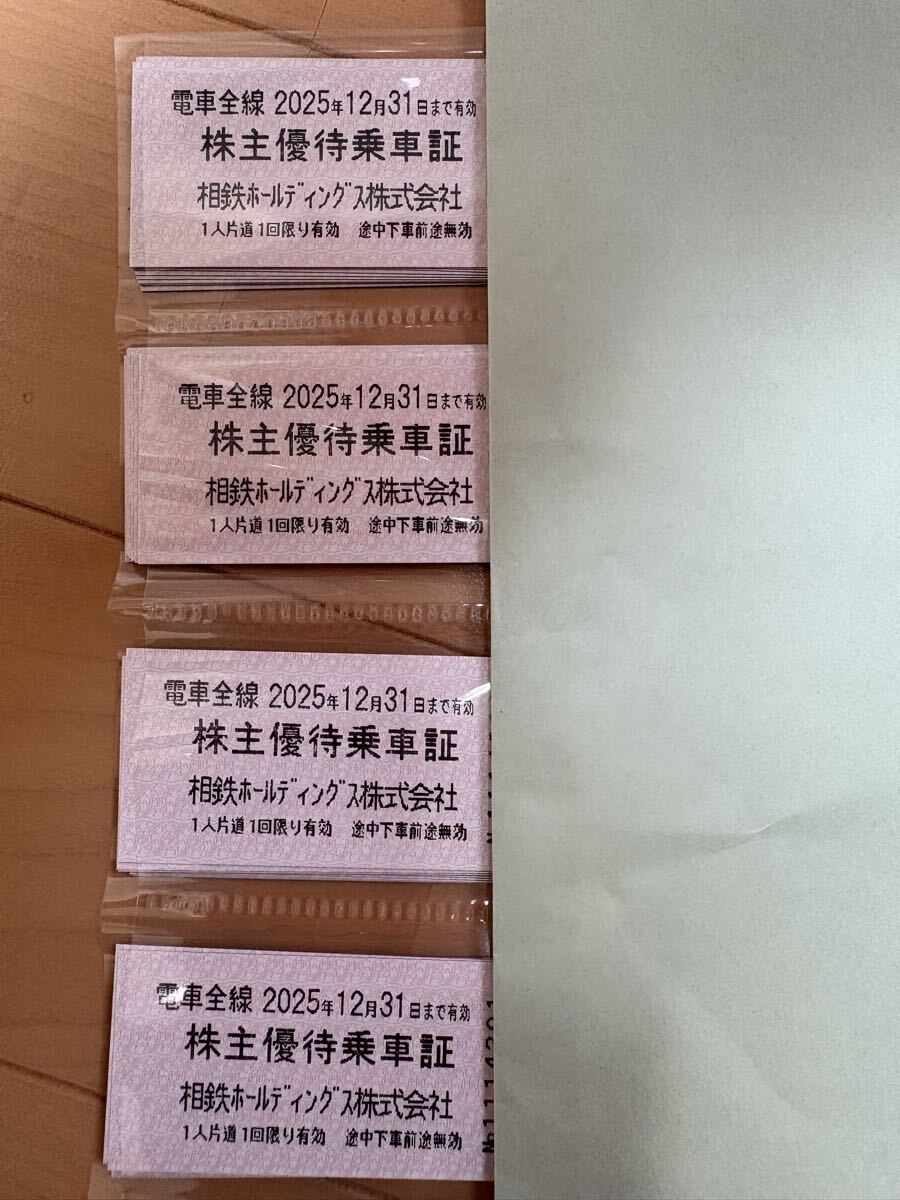 電車全線 2025年12月31日まで有効
株主優待乗車証
相鉄ホールディングス株式会社
1人片道1回限り有効 途中下車前途無効
電車全線 2025年12月31日まで有効
株主優待乗車証
相鉄ホールディングス株式会社
1人片道1回限り有効 途中下車前途無効
電車全線 2025年12月31日まで有効
株主優待乗車証
相鉄ホールディングス株式会社
1人片道1回限り有効 途中下車前途無効
電車全線 2025年12月31日まで有効
株主優待乗車証
相鉄ホールディングス株式会社
1人片道1回限り有効 途中下車前途無効